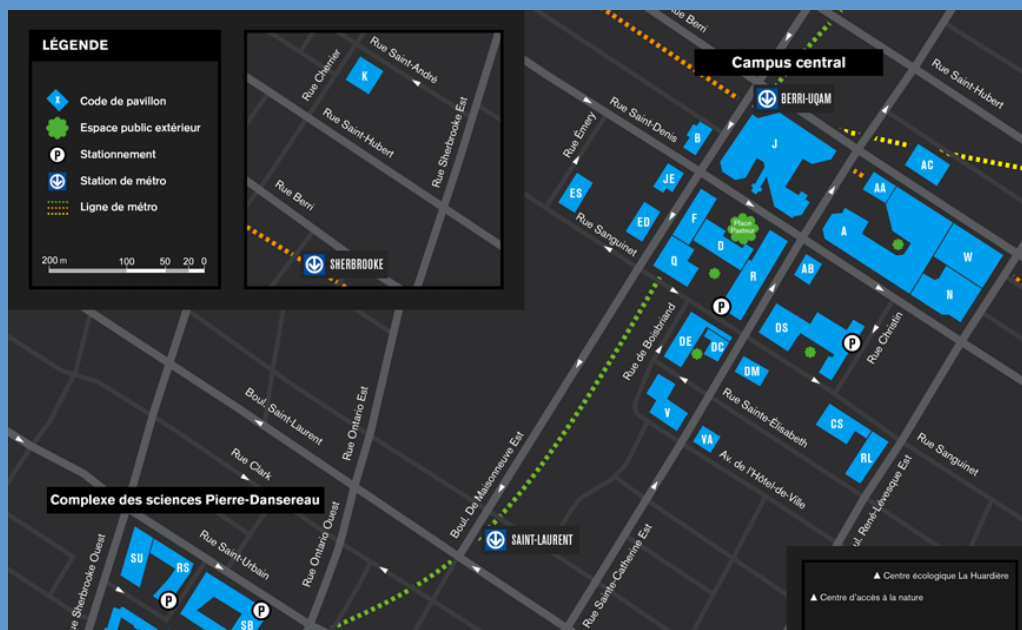 LÉGENDE
X
Code de pavillon
Espace public extérieur
P
Stationnement
Station de métro
Ligne de métro
200 m 100 50 20 0
Rue Cherrier
Rue Saint-André
K
Rue Saint-Hubert
Rue Sherbrooke Est
Rue Berri
SHERBROOKE
Rue Berri
Campus central
BERRI-UQAM
Rue Saint-Hubert
Rue Saint-Denis
Rue Émery
B
J
AC
JE
AA
ES
ED
F
Place
Pasteur
A
Rue Sanguinet
D
W
Q
R
AB
N
P
Rue de Boisbriand
DS
Rue Christin
P
DE
DC
DM
Rue Sainte-Élisabeth
V
CS
VA
RL
Rue Sanguinet
Av. de l'Hôtel-de-Ville
Boul. Saint-Laurent
Rue Ontario Est
Rue Clark
Boul. De Maisonneuve Est
Complexe des sciences Pierre-Dansereau
SAINT-LAURENT
Rue Sainte-Catherine Est
ul. René-Lévesque Est
Rue Saint-Urbain
Rue Ontario Ouest
ue Sherbrooke Ouest
SU
RS
P
SB
P
Centre écologique La Huardière
Centre d'accès à la nature